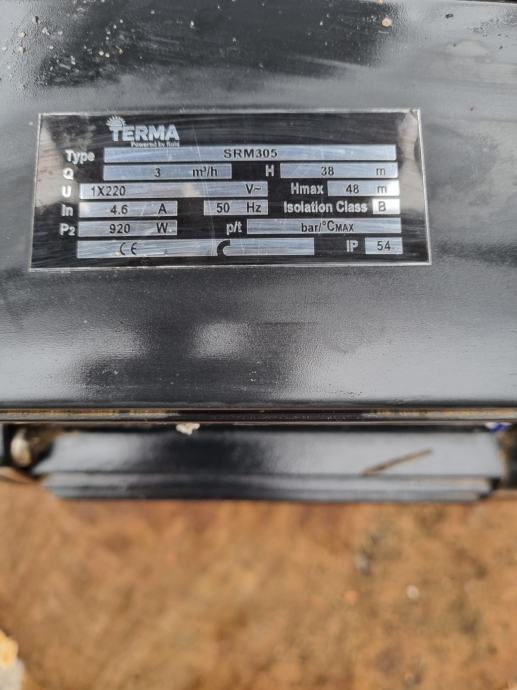 TERMA
Powered by fluid
Type SRM305
Q 3 m³/h H 38 m
U 1X220 V~ Hmax 48 m
In 4.6 A 50 Hz Isolation Class B
P2 920 W p/t bar/°CMAX
CE IP 54